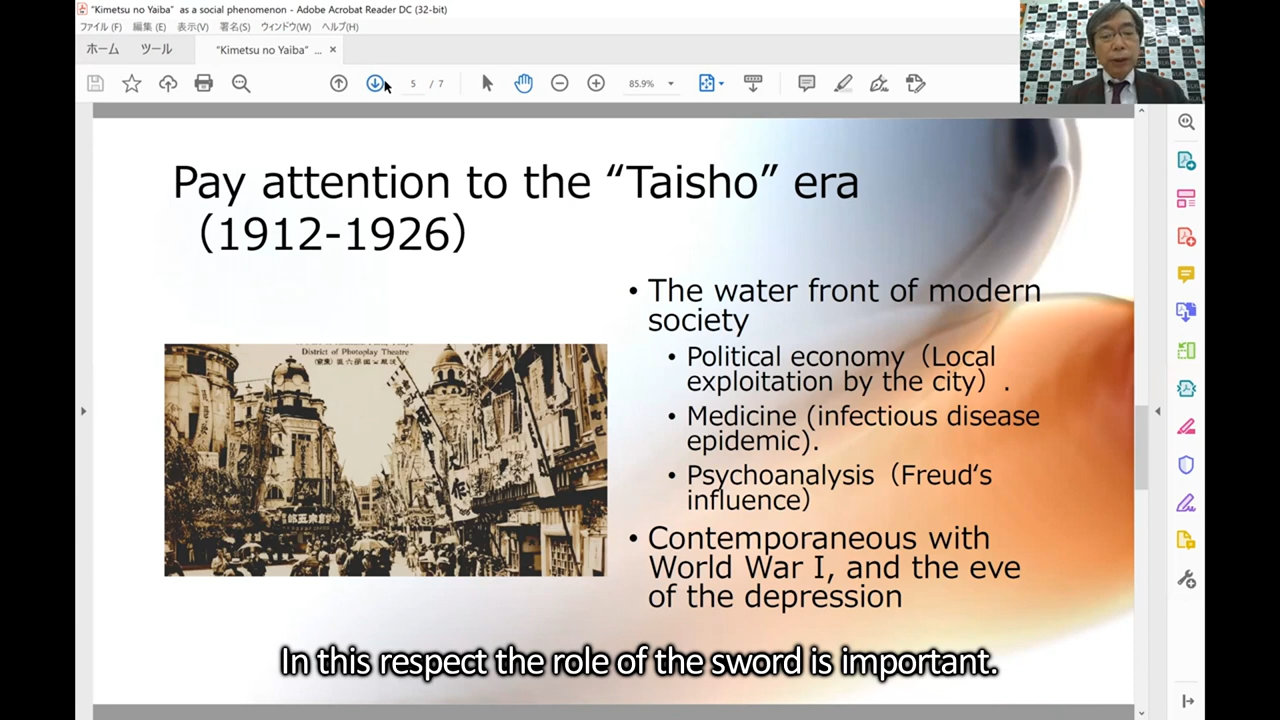 "Kimetsu no Yaiba" as a social phenomenon - Adobe Acrobat Reader DC (32-bit)
ファイル(F) 編集(E) 表示(V) 署名(S) ウィンドウ(W) ヘルプ(H)
ホーム ツール "Kimetsu no Yaiba" ... ×
5 / 7 85.9%
Pay attention to the “Taisho” era
（1912-1926）
District of Photoplay Theatre
• The water front of modern
society
• Political economy（Local
exploitation by the city）.
• Medicine (infectious disease
epidemic).
• Psychoanalysis（Freud‘s
influence）
• Contemporaneous with
World War I, and the eve
of the depression
In this respect the role of the sword is important.